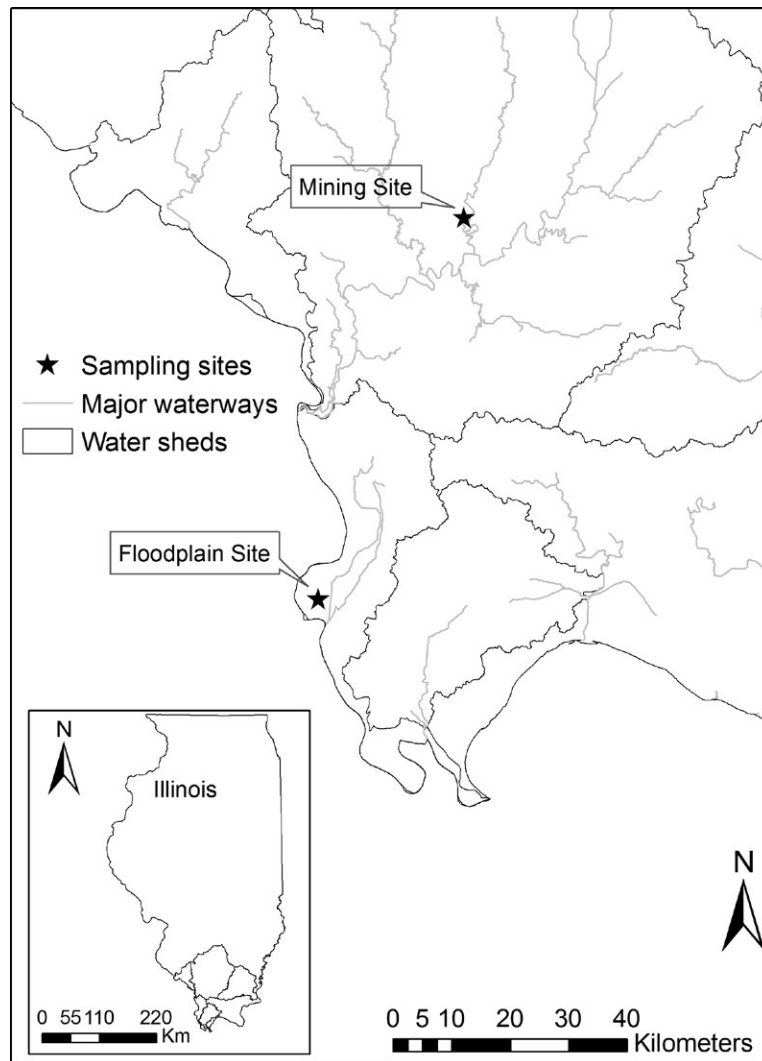 Mining Site
Sampling sites
Major waterways
Water sheds
Floodplain Site
N
Illinois
0 55 110 220
Km
N
0 5 10 20 30 40
Kilometers